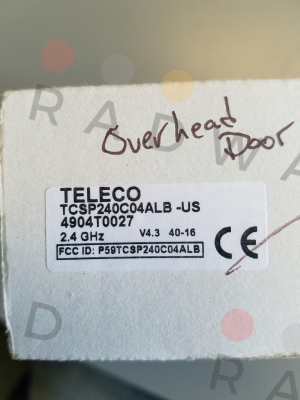 Overhead
Door
TELECO
TCSP240C04ALB -US
4904T0027
2.4 GHz V4.3 40-16
FCC ID: P59TCSP240C04ALB
CE